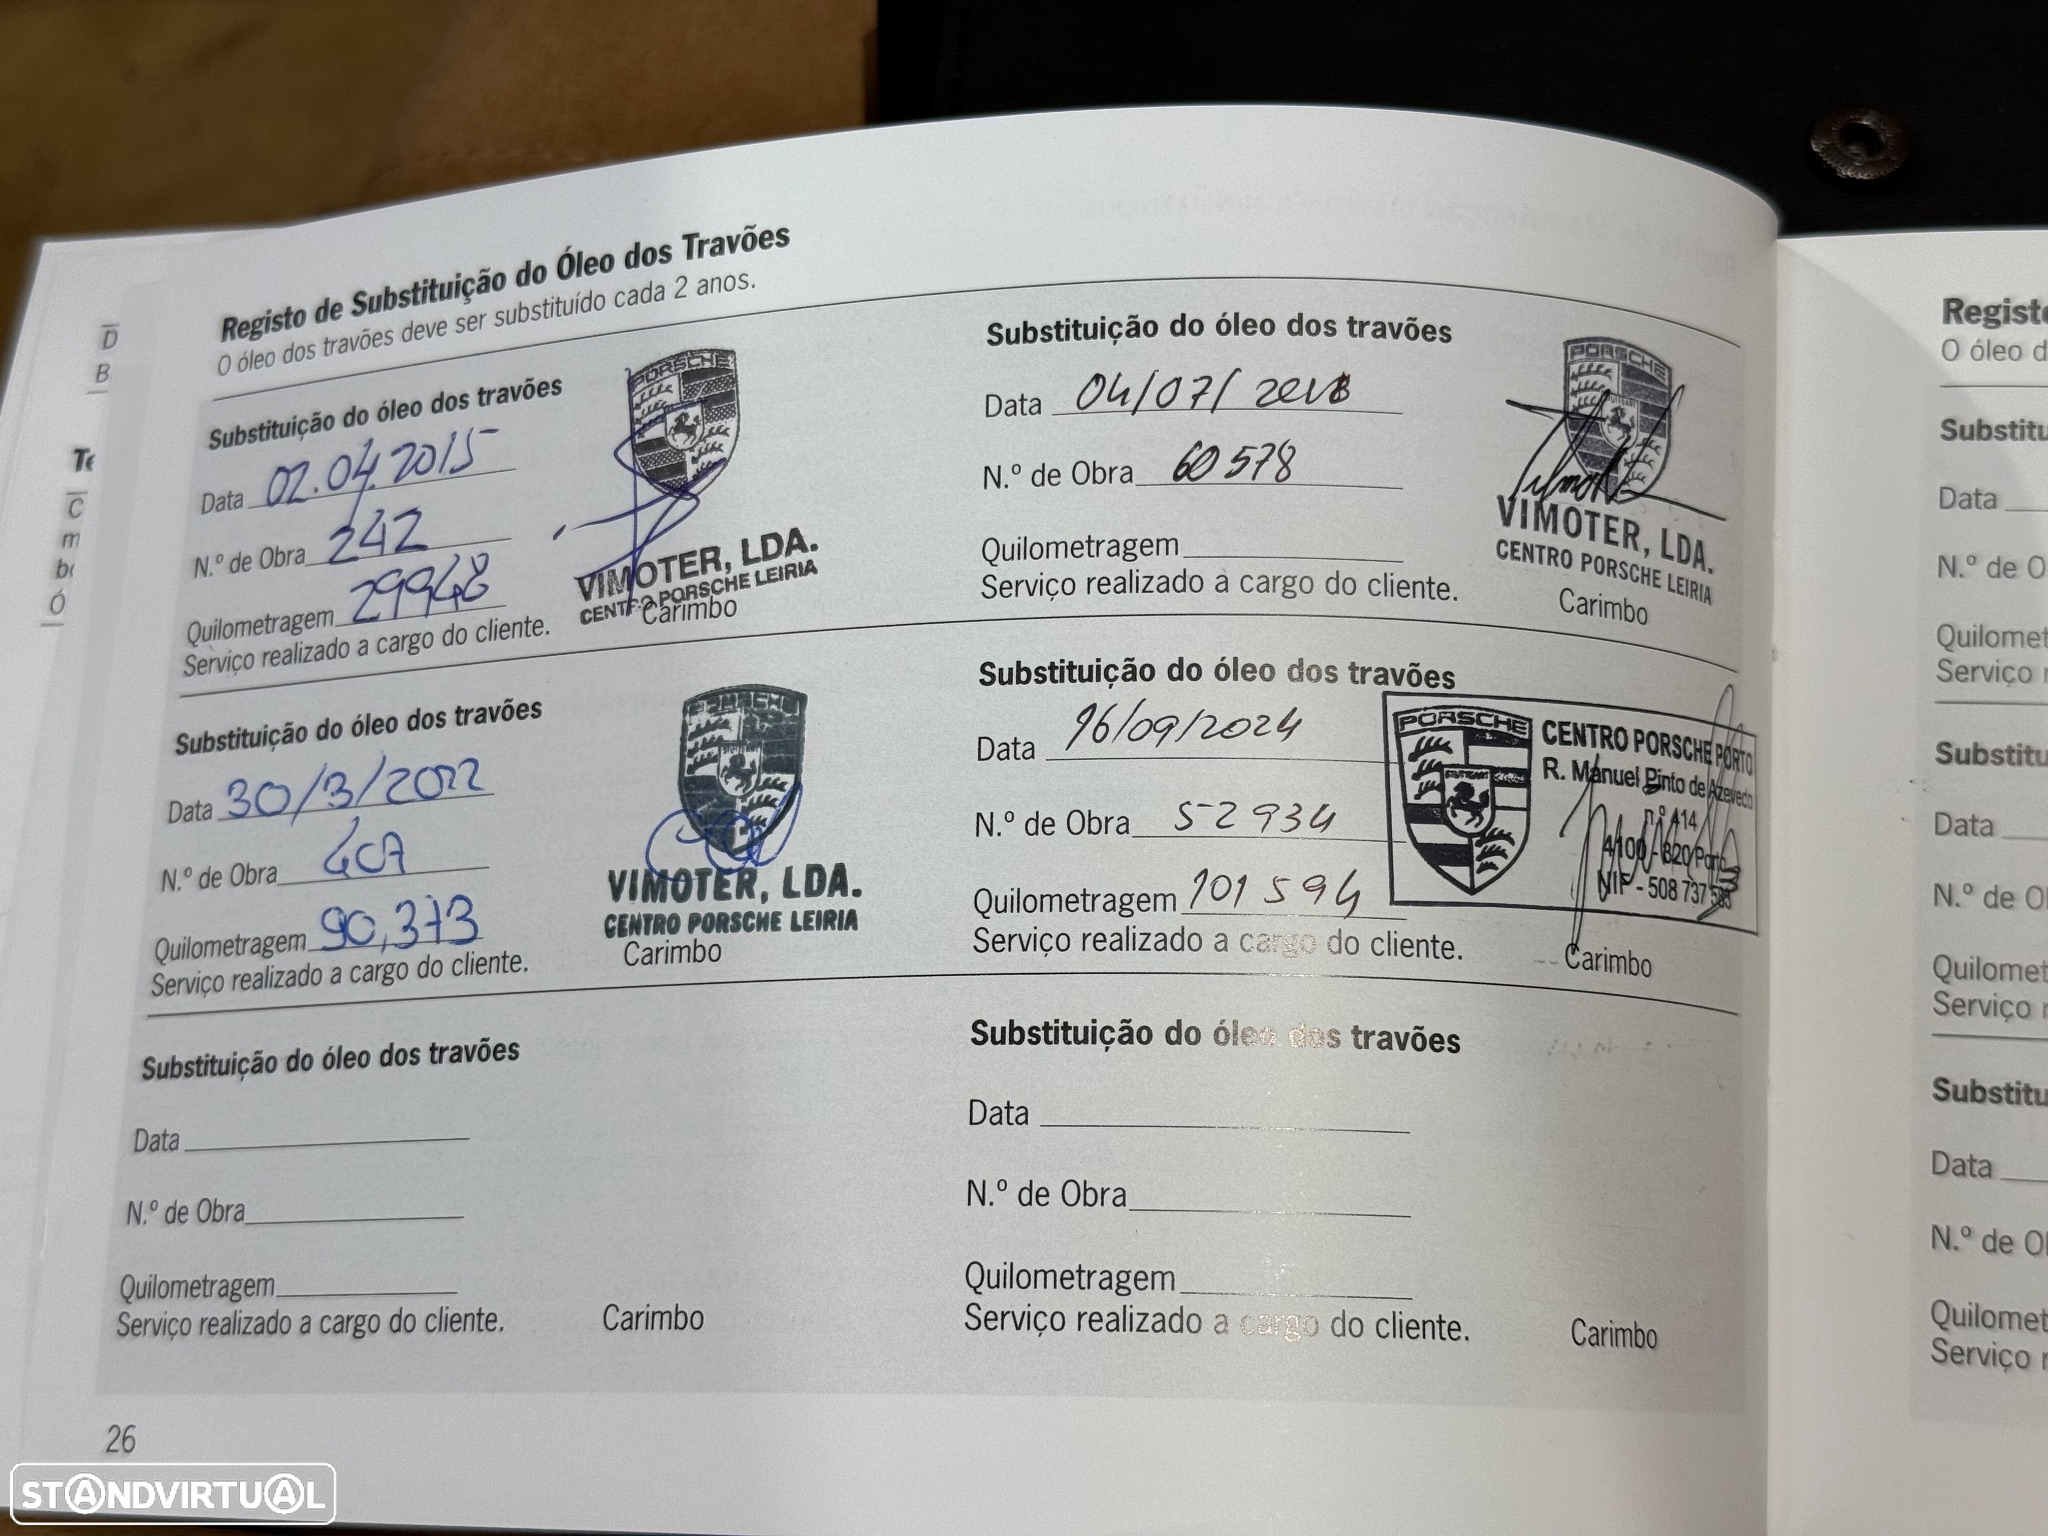 Registo de Substituição do Óleo dos Travões
O óleo dos travões deve ser substituído cada 2 anos.
Substituição do óleo dos travões
Data 02.04.2015
N.º de Obra 242
Quilometragem 29948
Serviço realizado a cargo do cliente.
PORSCHE
VIMOTER, LDA.
CENTRO PORSCHE LEIRIA
Carimbo
Substituição do óleo dos travões
Data 04/07/
N.º de Obra 60578
Quilometragem
Serviço realizado a cargo do cliente.
PORSCHE
VIMOTER, LDA.
CENTRO PORSCHE LEIRIA
Carimbo
Substituição do óleo dos travões
Data 30/3/2022
N.º de Obra 407
Quilometragem 90,373
Serviço realizado a cargo do cliente.
PORSCHE
VIMOTER, LDA.
CENTRO PORSCHE LEIRIA
Carimbo
Substituição do óleo dos travões
Data 16/09/2024
N.º de Obra 52934
Quilometragem 101594
Serviço realizado a cargo do cliente.
PORSCHE
STUTTGART
CENTRO PORSCHE PORTO
R. Manuel Pinto de Azevedo
n.º 414
4100 - 320 Porto
NIF - 508 737 583
Carimbo
Substituição do óleo dos travões
Data
N.º de Obra
Quilometragem
Serviço realizado a cargo do cliente.
Carimbo
Substituição do óleo dos travões
Data
N.º de Obra
Quilometragem
Serviço realizado a cargo do cliente.
Carimbo
26
Registo
O óleo d
Substitu
Data
N.º de O
Quilomet
Serviço r
Substitu
Data
N.º de O
Quilomet
Serviço r
Substitu
Data
N.º de O
Quilomet
Serviço r
STANDVIRTUAL